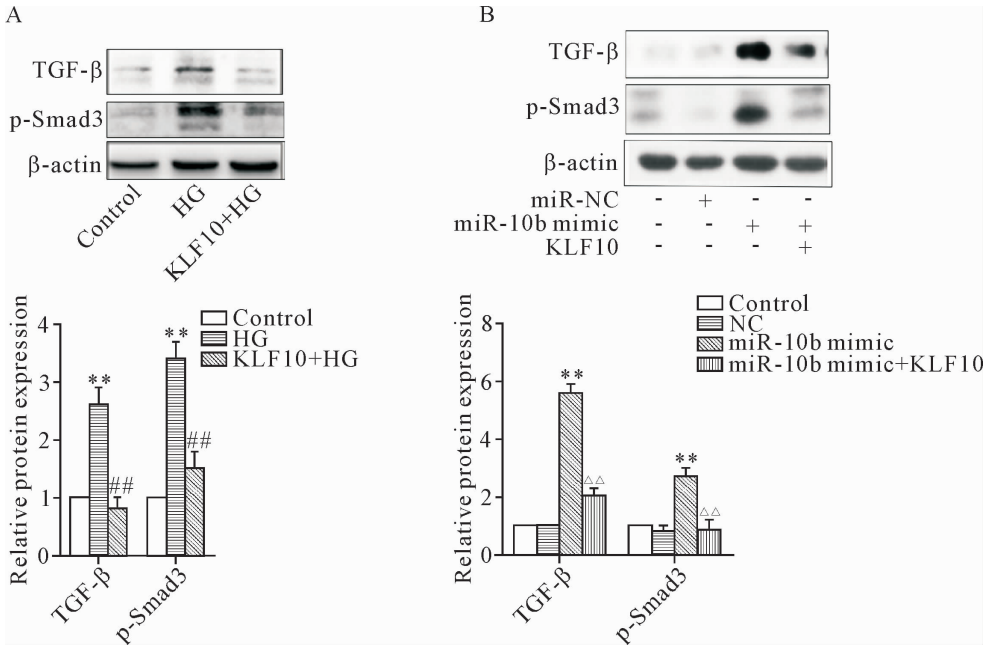 A
TGF-β
p-Smad3
β-actin
Control
HG
KLF10+HG
Relative protein expression
4
3
2
1
0
Control
HG
KLF10+HG
**
##
**
##
TGF-β
p-Smad3
B
TGF-β
p-Smad3
β-actin
miR-NC - + - -
miR-10b mimic - - + +
KLF10 - - - +
Relative protein expression
8
6
4
2
0
Control
NC
miR-10b mimic
miR-10b mimic+KLF10
**
△△
**
△△
TGF-β
p-Smad3